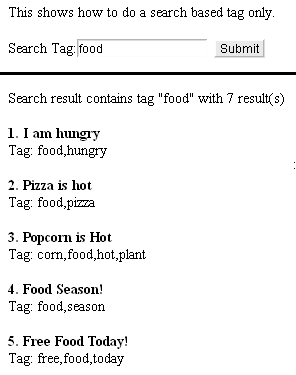 This shows how to do a search based tag only.
Search Tag: food Submit
Search result contains tag "food" with 7 result(s)
1. I am hungry
Tag: food,hungry
2. Pizza is hot
Tag: food,pizza
3. Popcorn is Hot
Tag: corn,food,hot,plant
4. Food Season!
Tag: food,season
5. Free Food Today!
Tag: free,food,today